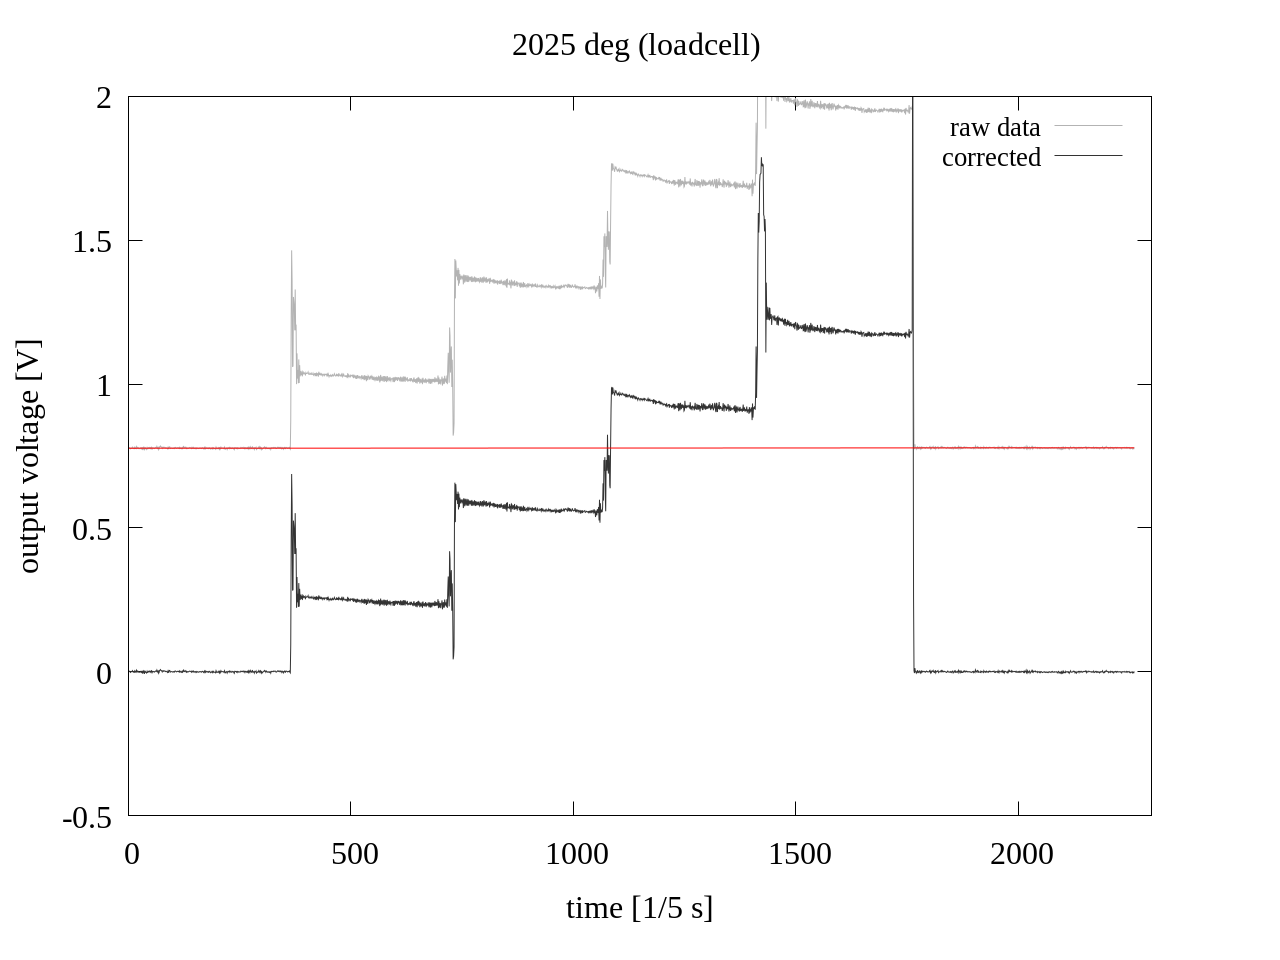 2025 deg (loadcell)
raw data
corrected
output voltage [V]
2
1.5
1
0.5
0
-0.5
0 500 1000 1500 2000
time [1/5 s]